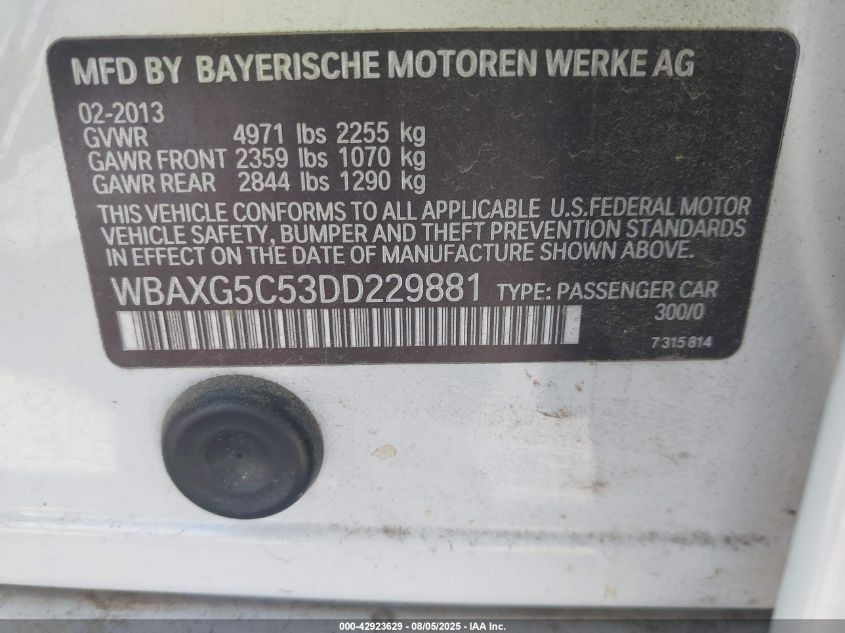 MFD BY BAYERISCHE MOTOREN WERKE AG
02-2013
GVWR 4971 lbs 2255 kg
GAWR FRONT 2359 lbs 1070 kg
GAWR REAR 2844 lbs 1290 kg
THIS VEHICLE CONFORMS TO ALL APPLICABLE U.S.FEDERAL MOTOR
VEHICLE SAFETY, BUMPER AND THEFT PREVENTION STANDARDS
IN EFFECT ON THE DATE OF MANUFACTURE SHOWN ABOVE.
WBAXG5C53DD229881 TYPE: PASSENGER CAR
300/0
7 315 814
000-42923629 - 08/05/2025 - IAA Inc.